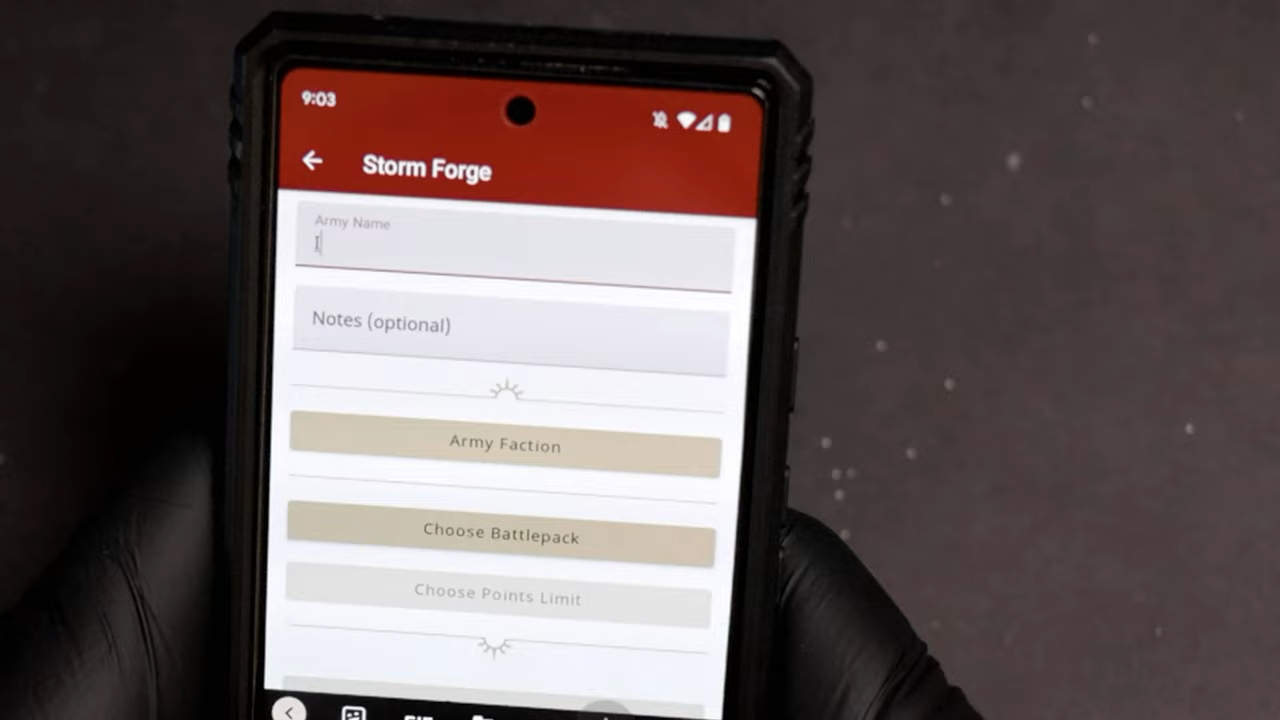 9:03
Storm Forge
Army Name
I
Notes (optional)
Army Faction
Choose Battlepack
Choose Points Limit